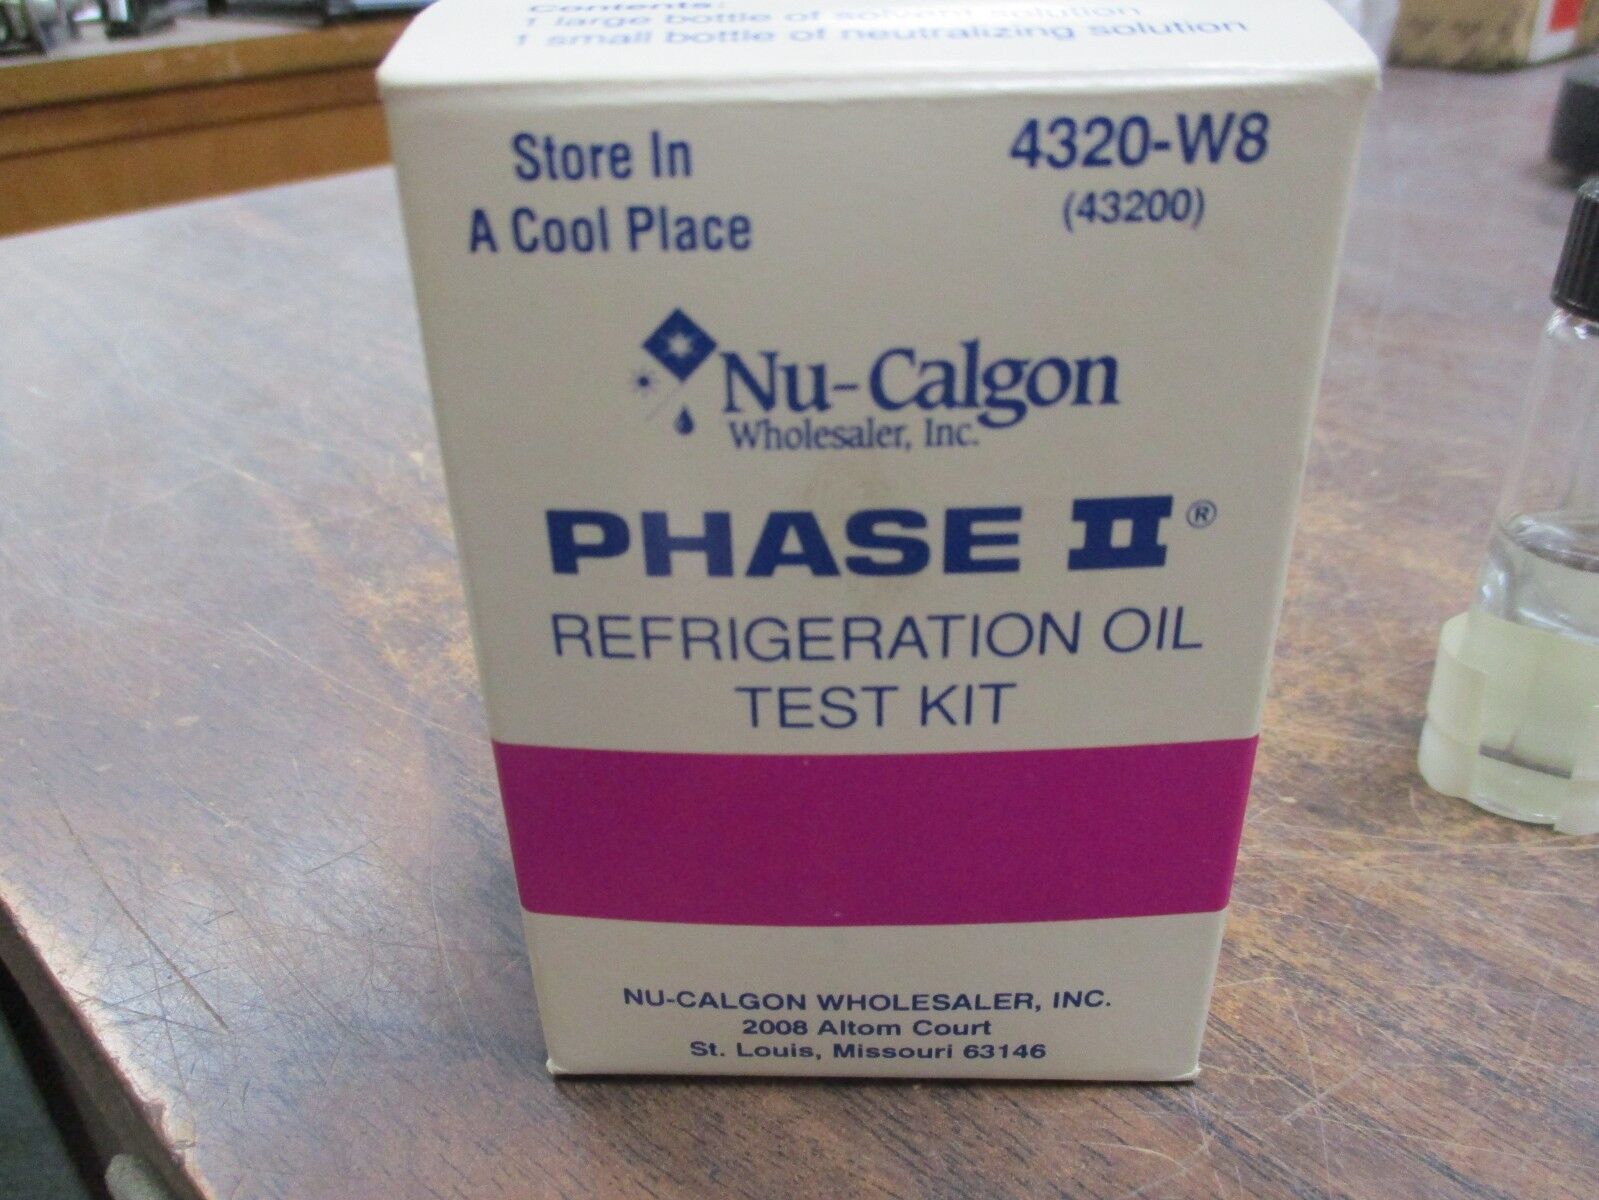 Contents:
1 large bottle of solvent solution
1 small bottle of neutralizing solution
Store In
A Cool Place
4320-W8
(43200)
Nu-Calgon
Wholesaler, Inc.
PHASE II®
REFRIGERATION OIL
TEST KIT
NU-CALGON WHOLESALER, INC.
2008 Altom Court
St. Louis, Missouri 63146